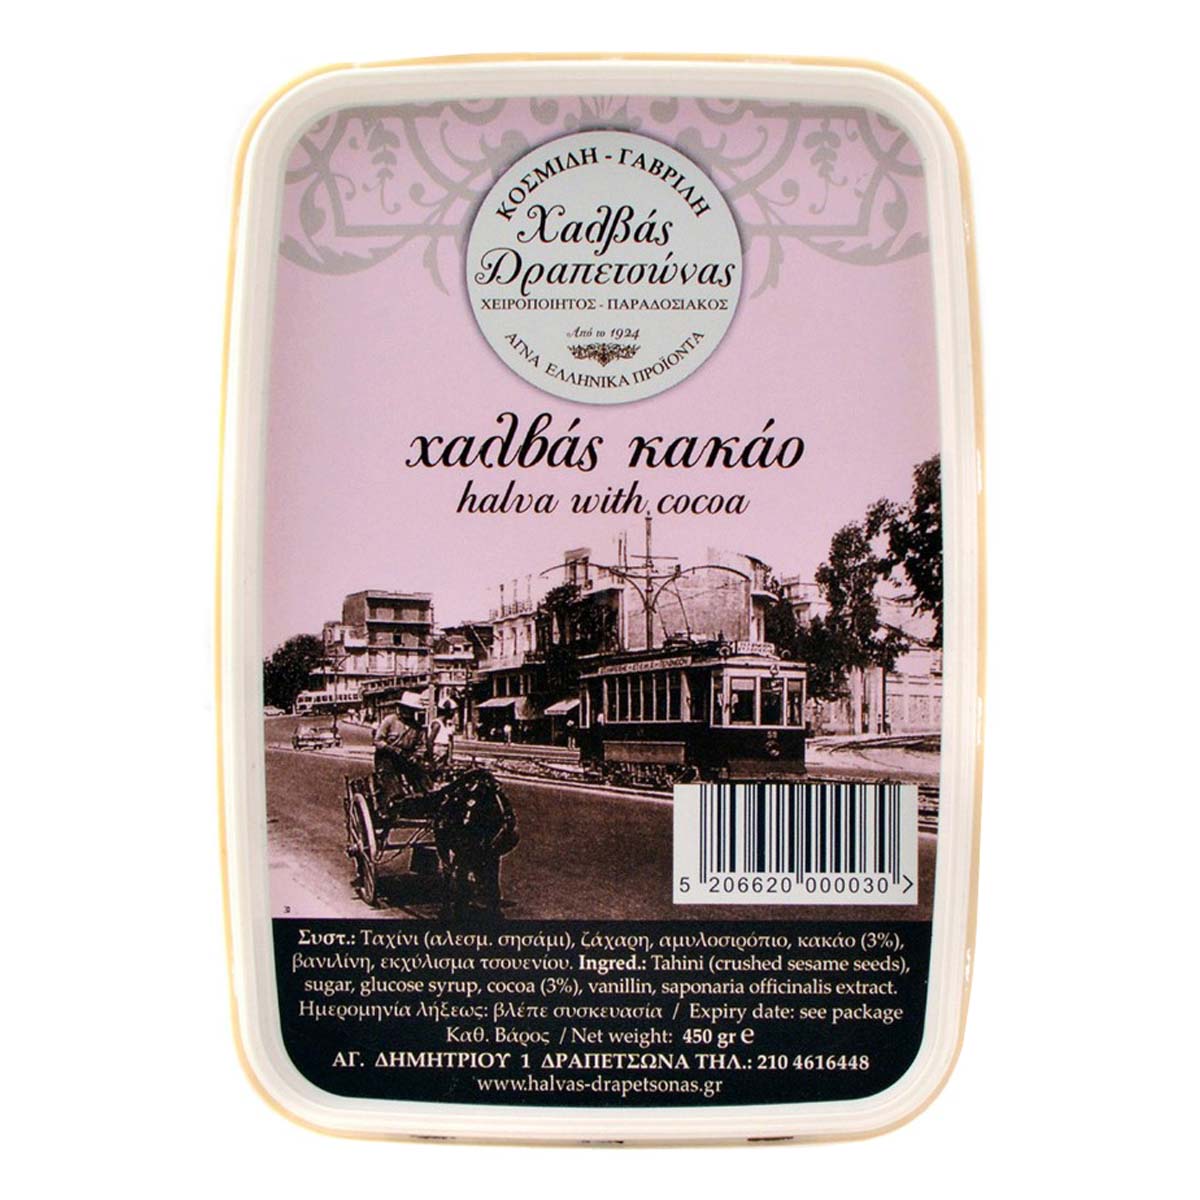 ΚΟΣΜΙΔΗ - ΓΑΒΡΙΛΗ
Χαλβάς
Δραπετσώνας
ΧΕΙΡΟΠΟΙΗΤΟΣ - ΠΑΡΑΔΟΣΙΑΚΟΣ
Από το 1924
ΑΓΝΑ ΕΛΛΗΝΙΚΑ ΠΡΟΪΟΝΤΑ
χαλβάς κακάο
halva with cocoa
5 206620 000030 >
Συστ.: Ταχίνι (αλεσμ. σησάμι), ζάχαρη, αμυλοσιρόπιο, κακάο (3%),
βανιλίνη, εκχύλισμα τσουενίου. Ingred.: Tahini (crushed sesame seeds),
sugar, glucose syrup, cocoa (3%), vanillin, saponaria officinalis extract.
Ημερομηνία λήξεως: βλέπε συσκευασία / Expiry date: see package
Καθ. Βάρος / Net weight: 450 gr e
ΑΓ. ΔΗΜΗΤΡΙΟΥ 1 ΔΡΑΠΕΤΣΩΝΑ ΤΗΛ.: 210 4616448
www.halvas-drapetsonas.gr